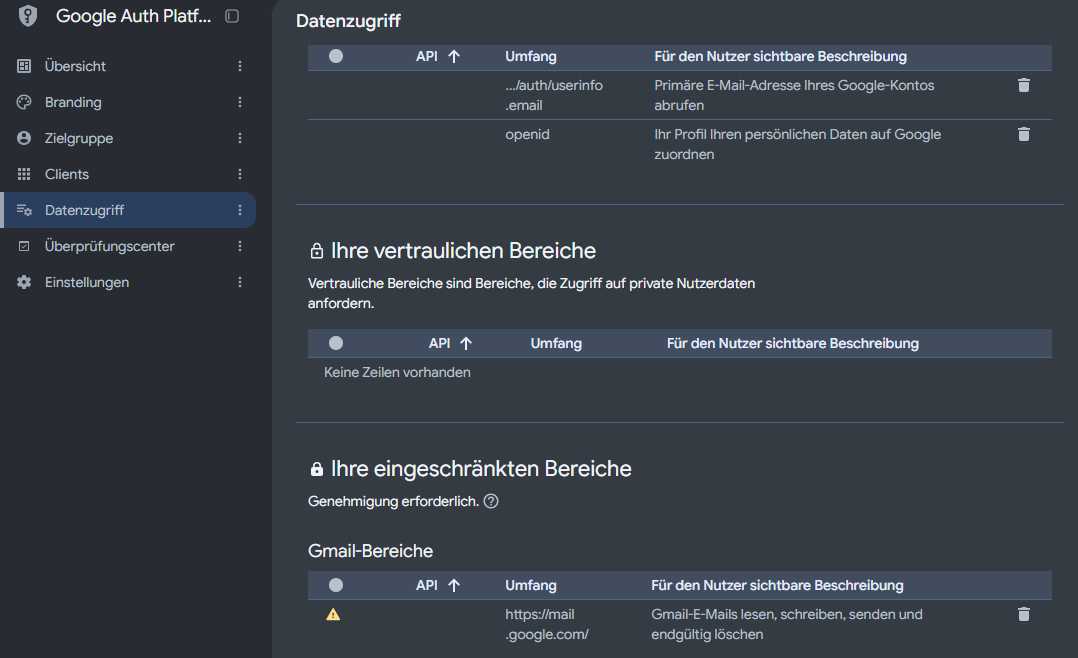 Google Auth Platf...
Übersicht
Branding
Zielgruppe
Clients
Datenzugriff
Überprüfungscenter
Einstellungen
Datenzugriff
API Umfang Für den Nutzer sichtbare Beschreibung
.../auth/userinfo
.email
Primäre E-Mail-Adresse Ihres Google-Kontos
abrufen
openid
Ihr Profil Ihren persönlichen Daten auf Google
zuordnen
Ihre vertraulichen Bereiche
Vertrauliche Bereiche sind Bereiche, die Zugriff auf private Nutzerdaten
anfordern.
API Umfang Für den Nutzer sichtbare Beschreibung
Keine Zeilen vorhanden
Ihre eingeschränkten Bereiche
Genehmigung erforderlich.
Gmail-Bereiche
API Umfang Für den Nutzer sichtbare Beschreibung
https://mail
.google.com/
Gmail-E-Mails lesen, schreiben, senden und
endgültig löschen